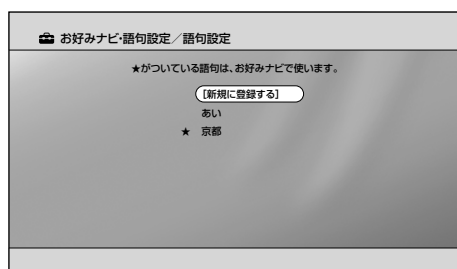 お好みナビ・語句設定／語句設定
★がついている語句は、お好みナビで使います。
[新規に登録する]
あい
★ 京都